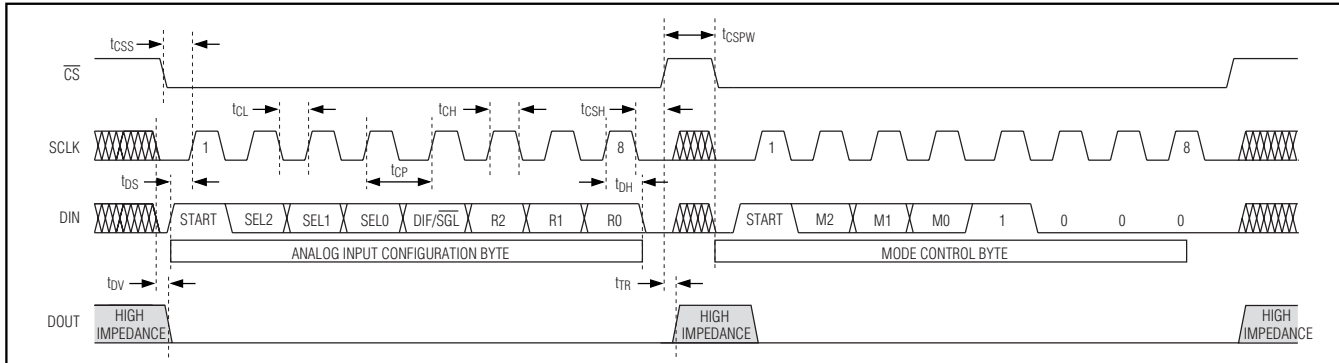 tCSS
tCSPW
CS
tCL
tCH
tCSH
SCLK
1
8
1
8
tCP
tDS
tDH
DIN
START
SEL2
SEL1
SEL0
DIF/SGL
R2
R1
R0
START
M2
M1
M0
1
0
0
0
ANALOG INPUT CONFIGURATION BYTE
MODE CONTROL BYTE
tDV
tTR
DOUT
HIGH
IMPEDANCE
HIGH
IMPEDANCE
HIGH
IMPEDANCE